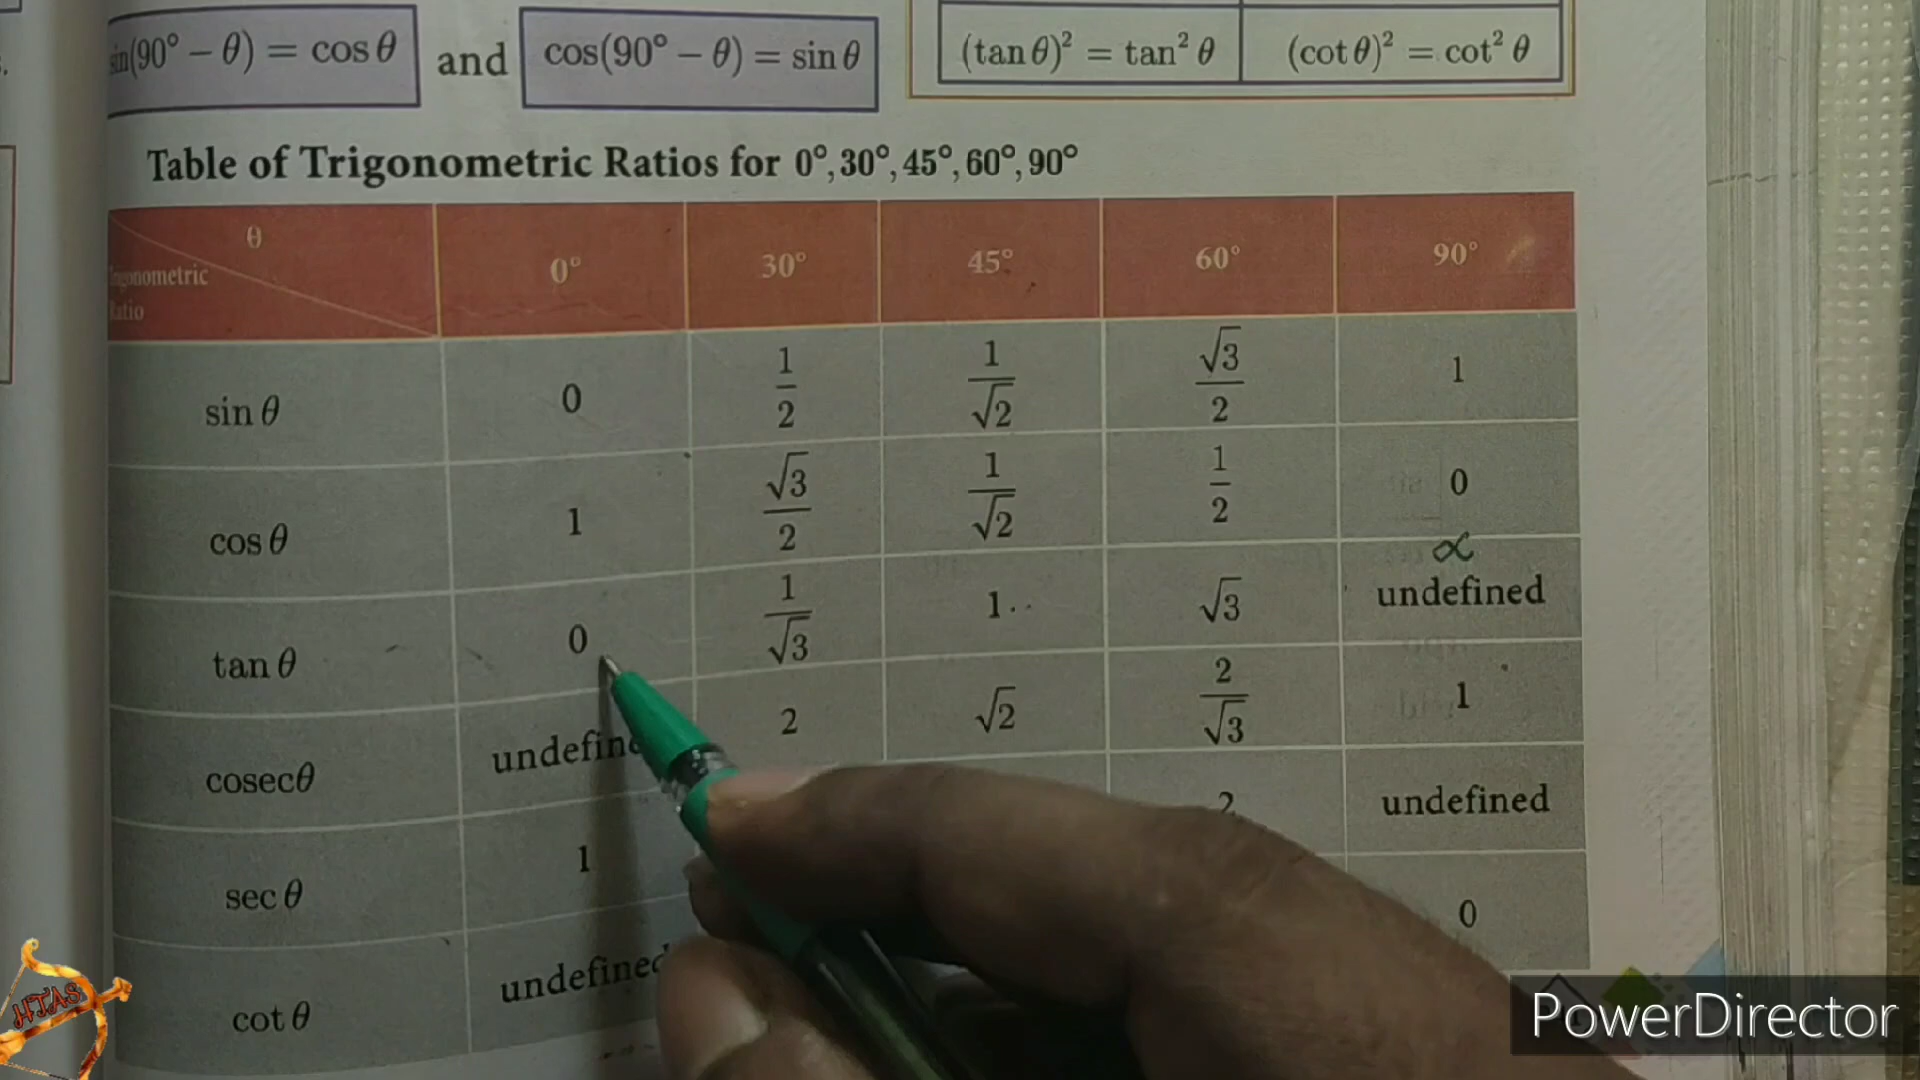 sin(90° − θ) = cos θ and cos(90° − θ) = sin θ
(tan θ)² = tan² θ (cot θ)² = cot² θ
Table of Trigonometric Ratios for 0°, 30°, 45°, 60°, 90°
θ 0° 30° 45° 60° 90°
sin θ 0 1/2 1/√2 √3/2 1
cos θ 1 √3/2 1/√2 1/2 0
∝
tan θ 0 1/√3 1 √3 undefined
cosecθ 2 √2 2/√3 1
sec θ 1 2 undefined
cot θ undefined 0
HTAS
PowerDirector